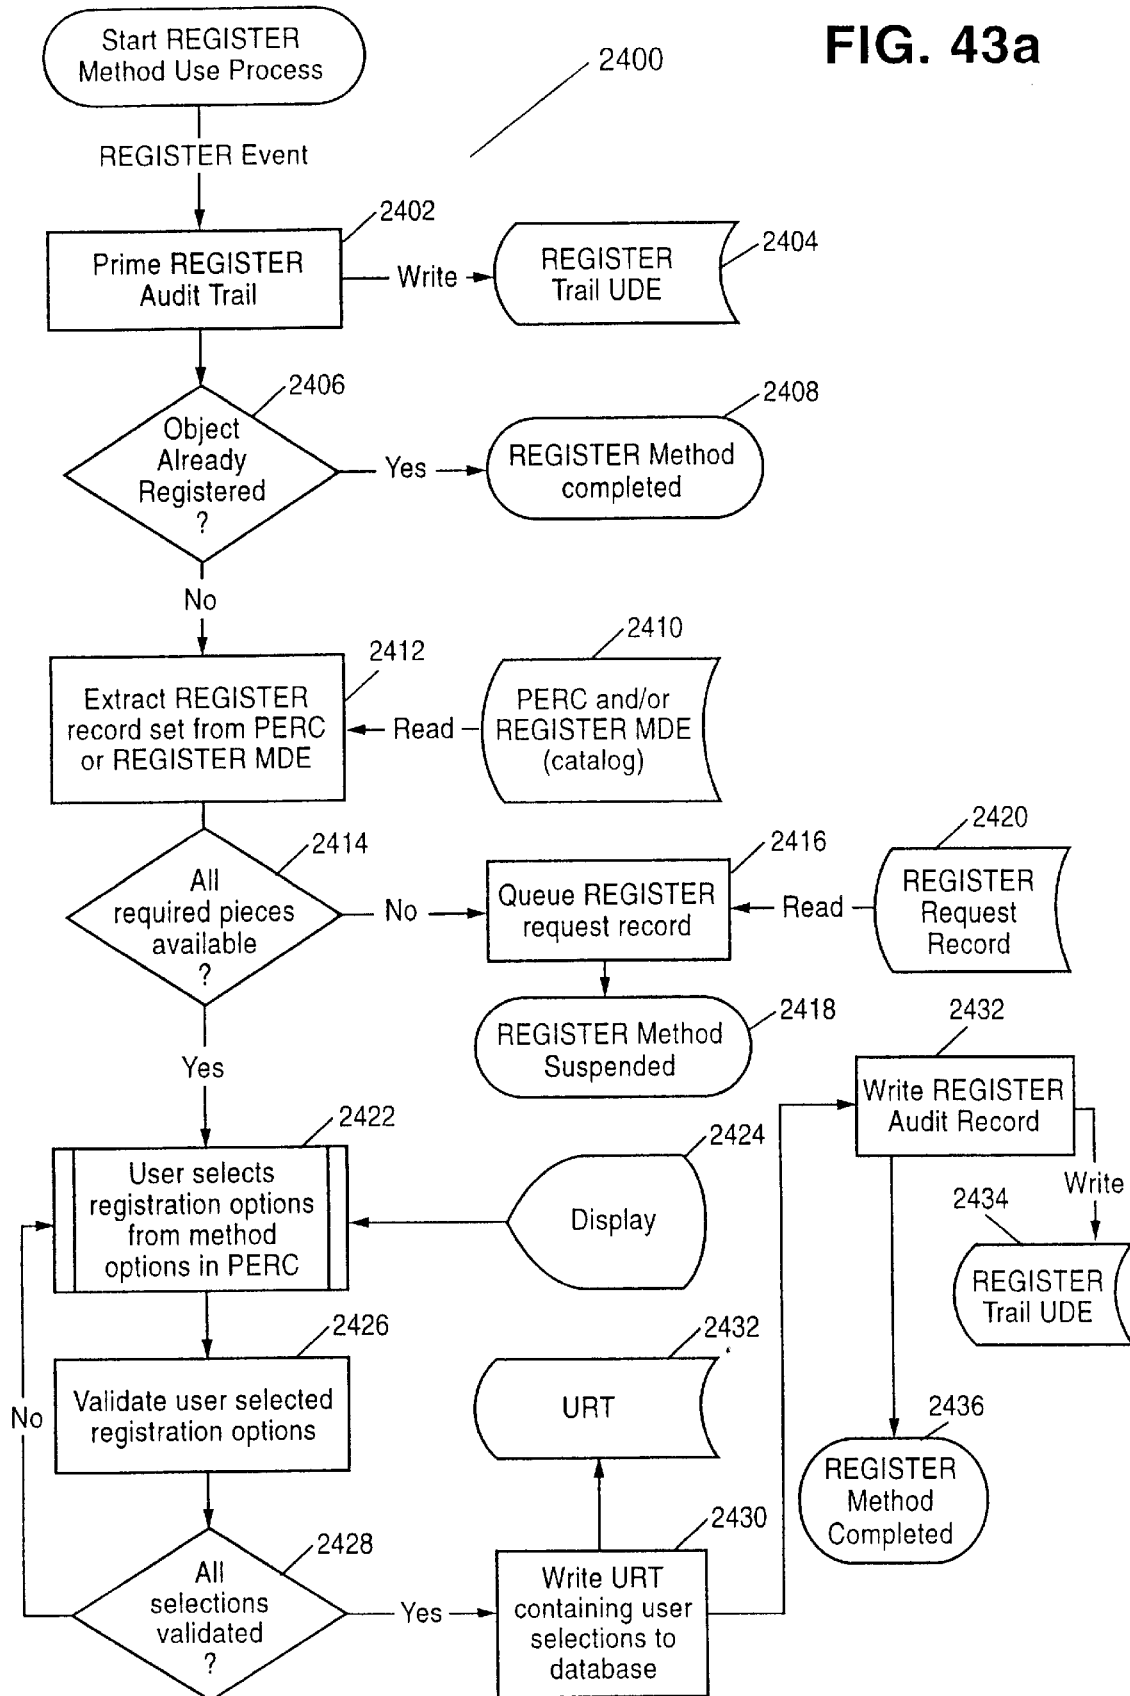 FIG. 43a
Start REGISTER
Method Use Process
2400
REGISTER Event
2402
Prime REGISTER
Audit Trail
Write
2404
REGISTER
Trail UDE
2406
Object
Already
Registered
?
Yes
2408
REGISTER Method
completed
No
2412
Extract REGISTER
record set from PERC
or REGISTER MDE
Read
2410
PERC and/or
REGISTER MDE
(catalog)
2414
All
required pieces
available
?
No
2416
Queue REGISTER
request record
Read
2420
REGISTER
Request
Record
2418
REGISTER Method
Suspended
Yes
2422
User selects
registration options
from method
options in PERC
2424
Display
2426
Validate user selected
registration options
No
2428
All
selections
validated
?
Yes
2430
Write URT
containing user
selections to
database
2432
URT
2432
Write REGISTER
Audit Record
Write
2434
REGISTER
Trail UDE
2436
REGISTER
Method
Completed